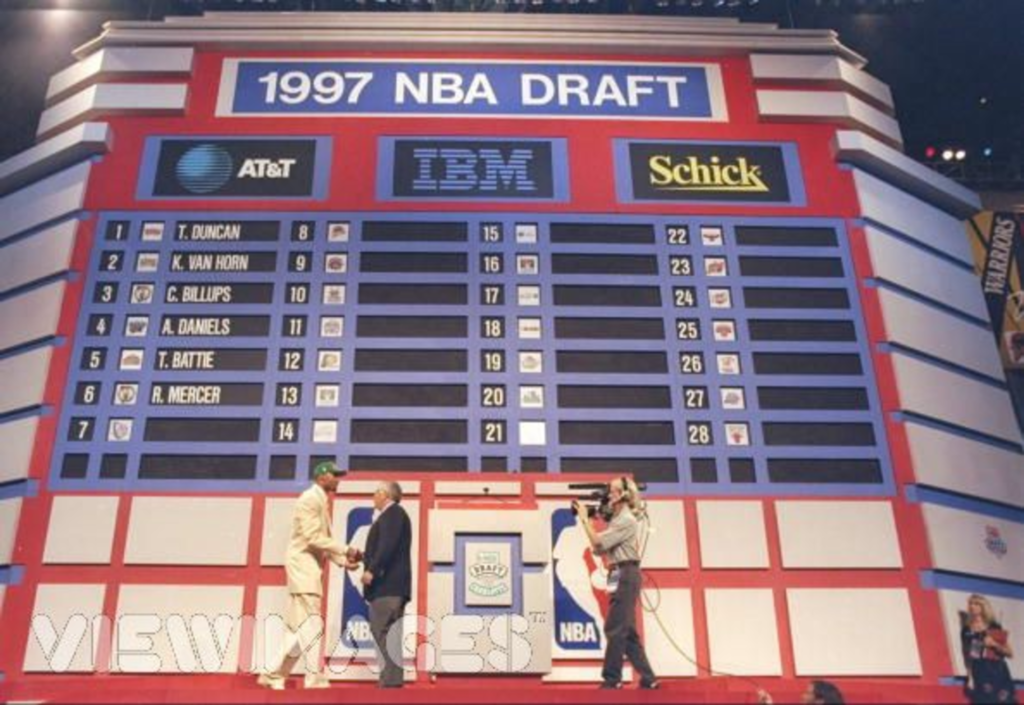 1997 NBA DRAFT
AT&T IBM Schick
1 T. DUNCAN 8 15 22
2 K. VAN HORN 9 16 23
3 C. BILLUPS 10 17 24
4 A. DANIELS 11 18 25
5 T. BATTIE 12 19 26
6 R. MERCER 13 20 27
7 14 21 28
WARRIORS
DRAFT
NBA NBA
VIEWIMAGES™